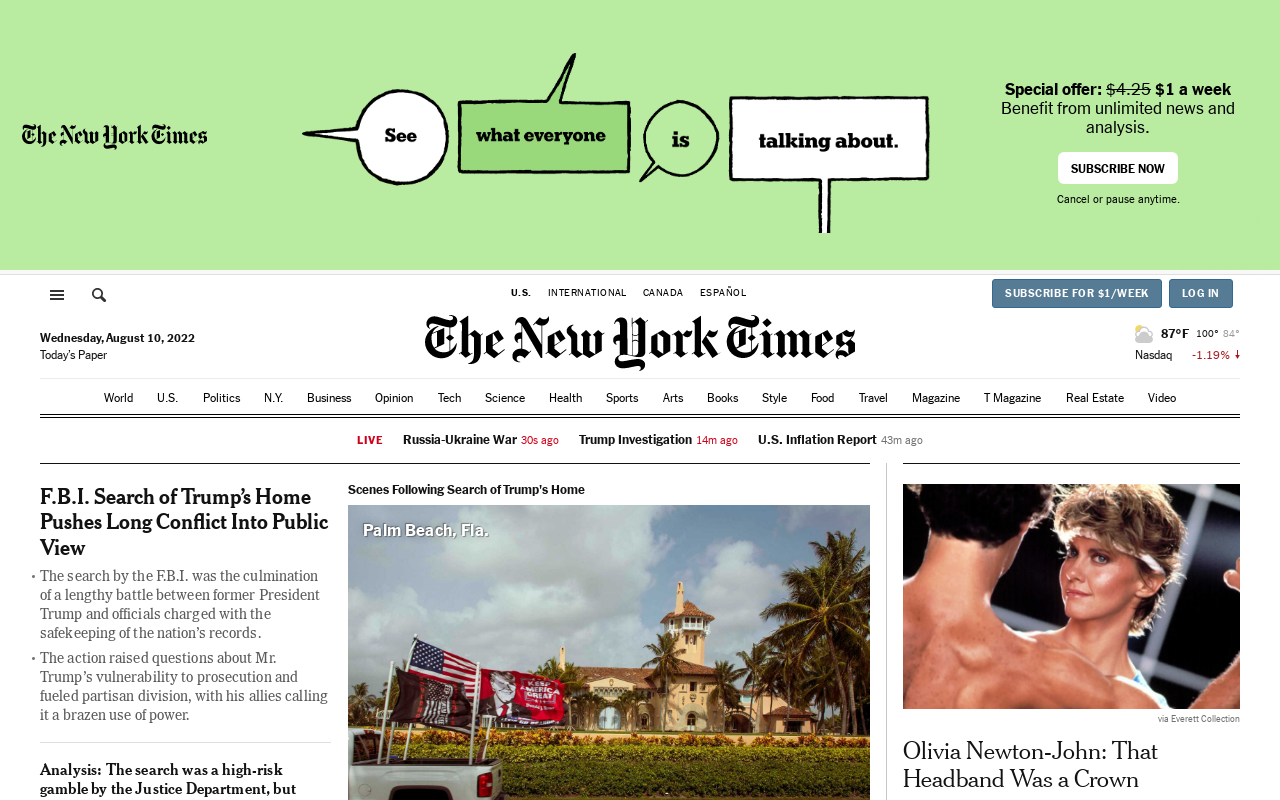 The New York Times
See
what everyone
is
talking about.
Special offer: $4.25 $1 a week
Benefit from unlimited news and
analysis.
SUBSCRIBE NOW
Cancel or pause anytime.
U.S. INTERNATIONAL CANADA ESPAÑOL
SUBSCRIBE FOR $1/WEEK LOG IN
Wednesday, August 10, 2022
Today's Paper
The New York Times
87°F 100° 84°
Nasdaq -1.19% ↓
World U.S. Politics N.Y. Business Opinion Tech Science Health Sports Arts Books Style Food Travel Magazine T Magazine Real Estate Video
LIVE Russia-Ukraine War 30s ago Trump Investigation 14m ago U.S. Inflation Report 43m ago
F.B.I. Search of Trump's Home
Pushes Long Conflict Into Public
View
• The search by the F.B.I. was the culmination
of a lengthy battle between former President
Trump and officials charged with the
safekeeping of the nation's records.
• The action raised questions about Mr.
Trump's vulnerability to prosecution and
fueled partisan division, with his allies calling
it a brazen use of power.
Analysis: The search was a high-risk
gamble by the Justice Department, but
Scenes Following Search of Trump's Home
Palm Beach, Fla.
KEEP
AMERICA
GREAT
via Everett Collection
Olivia Newton-John: That
Headband Was a Crown